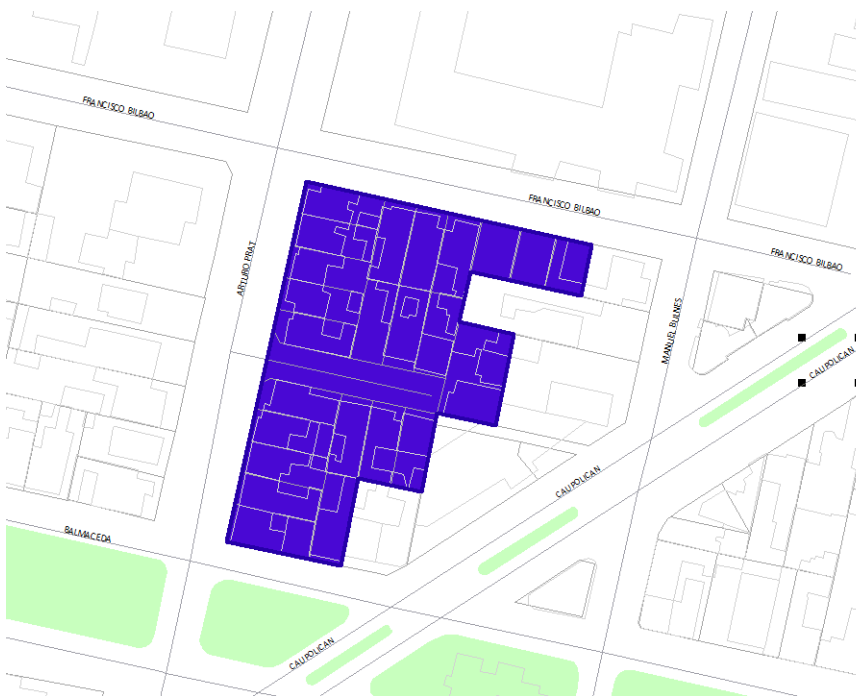 FRANCISCO BILBAO
FRANCISCO BILBAO
ARTURO PRAT
FRANCISCO BILBAO
MANUEL BULNES
CAUPOLICAN
CAUPOLICAN
BALMACEDA
CAUPOLICAN